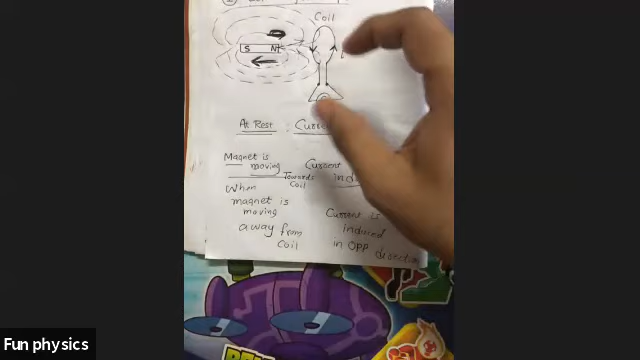 Coil
S N
At Rest :
Magnet is
moving Current
Towards
Coil
When
magnet is
moving Current is
away from induced
Coil in Opp direction
Fun physics